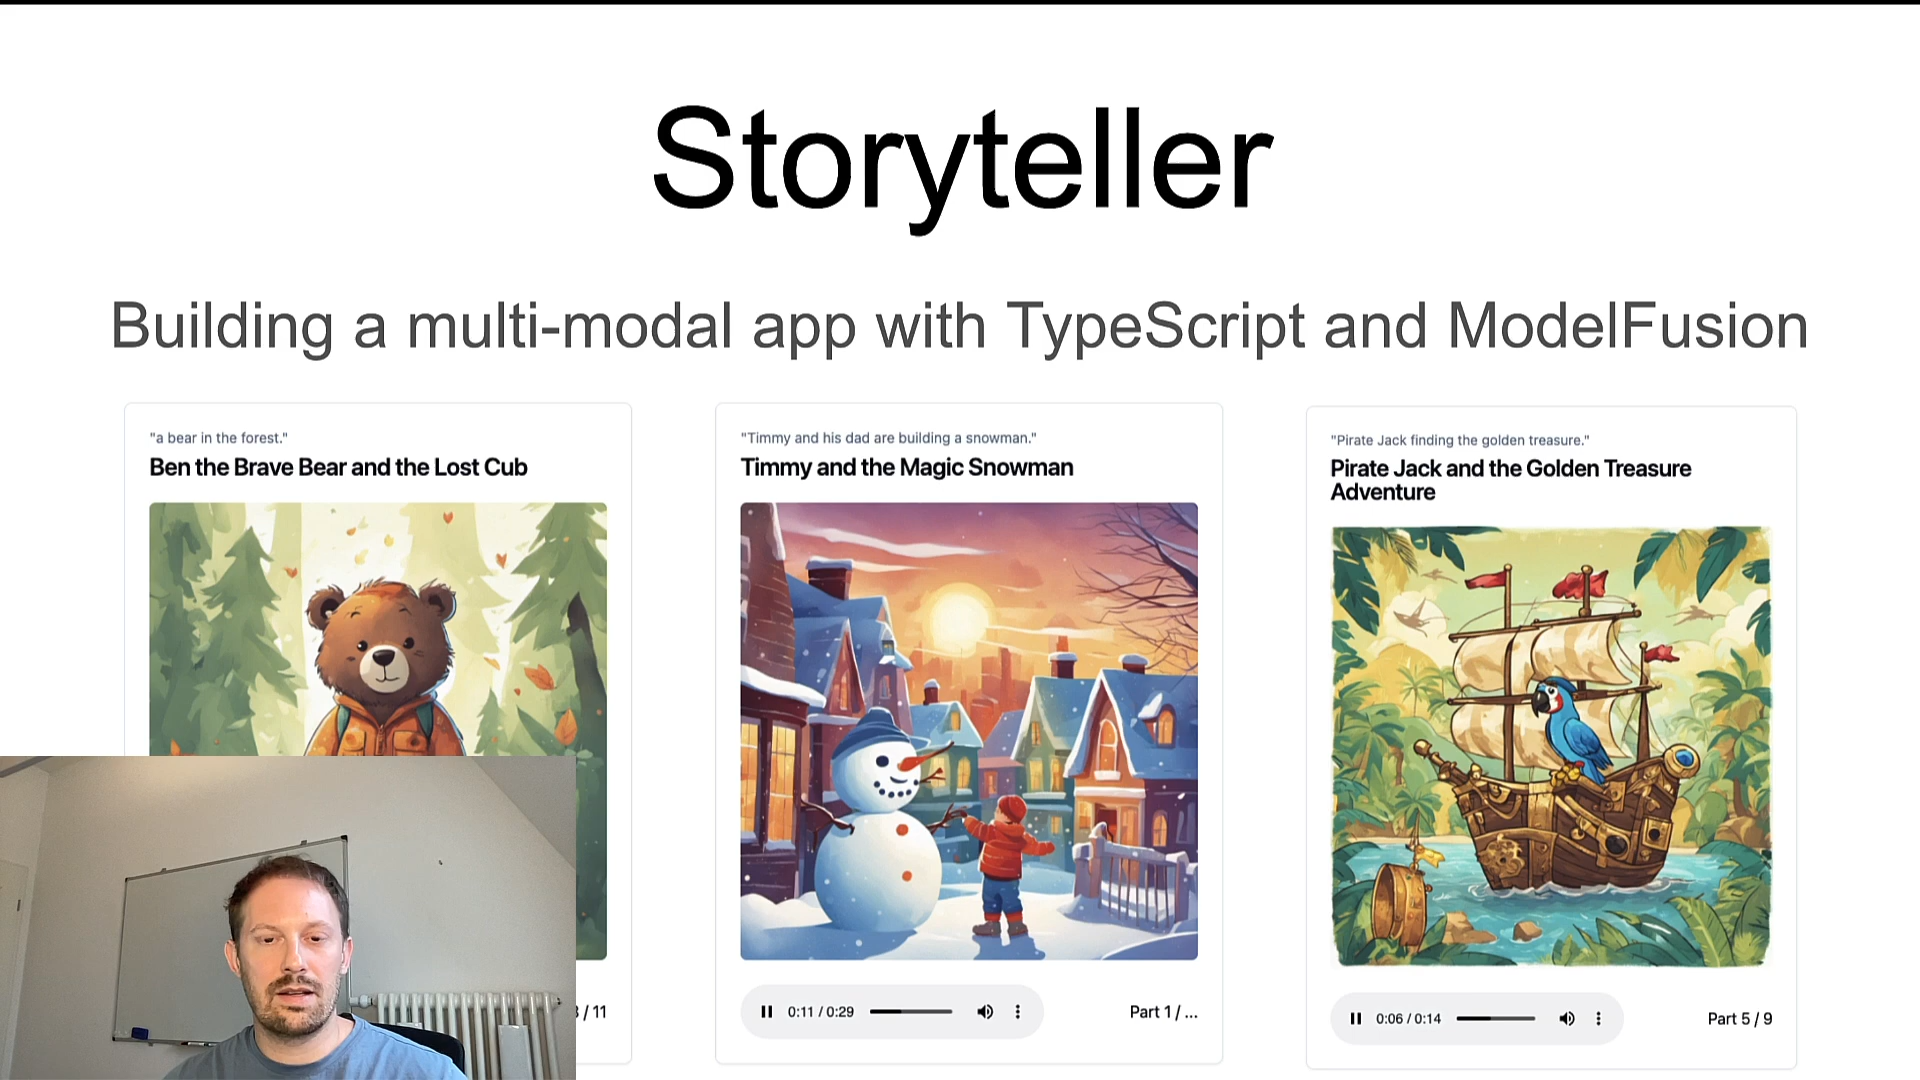 Storyteller
Building a multi-modal app with TypeScript and ModelFusion
"a bear in the forest."
Ben the Brave Bear and the Lost Cub
/ 11
"Timmy and his dad are building a snowman."
Timmy and the Magic Snowman
0:11 / 0:29
Part 1 / ...
"Pirate Jack finding the golden treasure."
Pirate Jack and the Golden Treasure
Adventure
0:06 / 0:14
Part 5 / 9